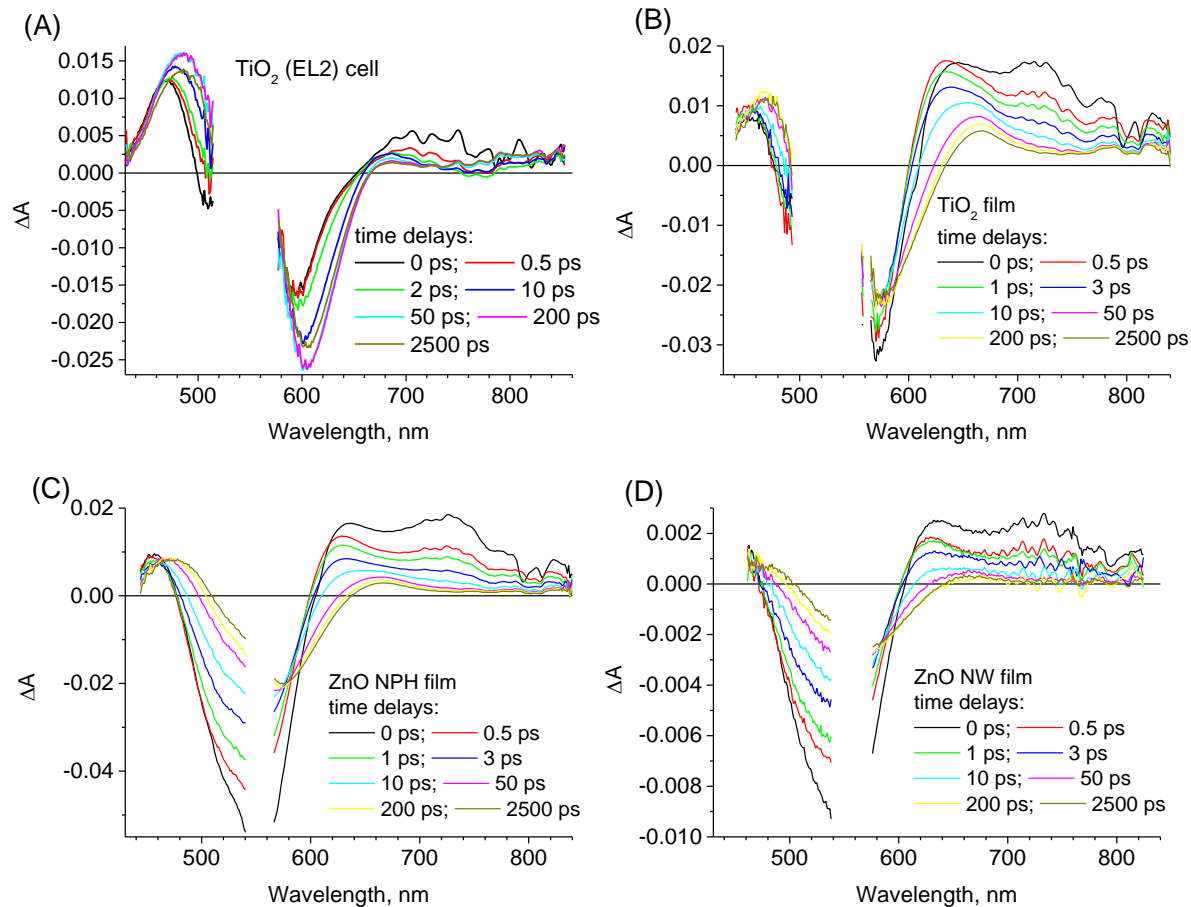 (A)
TiO₂ (EL2) cell
0.015
0.010
0.005
0.000
-0.005
-0.010
-0.015
-0.020
-0.025
ΔA
time delays:
0 ps; 0.5 ps
2 ps; 10 ps
50 ps; 200 ps
2500 ps
500 600 700 800
Wavelength, nm
(B)
0.02
0.01
0.00
-0.01
-0.02
-0.03
ΔA
TiO₂ film
time delays:
0 ps; 0.5 ps
1 ps; 3 ps
10 ps; 50 ps
200 ps; 2500 ps
500 600 700 800
Wavelength, nm
(C)
0.02
0.00
-0.02
-0.04
ΔA
ZnO NPH film
time delays:
0 ps; 0.5 ps
1 ps; 3 ps
10 ps; 50 ps
200 ps; 2500 ps
500 600 700 800
Wavelength, nm
(D)
0.002
0.000
-0.002
-0.004
-0.006
-0.008
-0.010
ΔA
ZnO NW film
time delays:
0 ps; 0.5 ps
1 ps; 3 ps
10 ps; 50 ps
200 ps; 2500 ps
500 600 700 800
Wavelength, nm